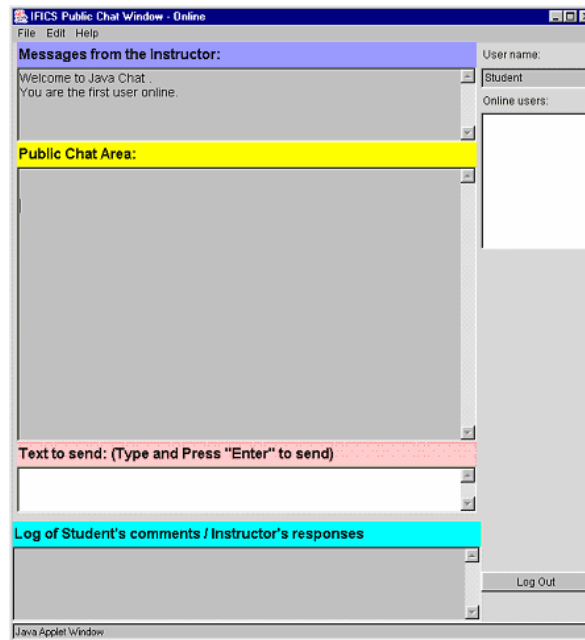 IFICS Public Chat Window - Online
File Edit Help
Messages from the Instructor:
Welcome to Java Chat .
You are the first user online.
User name:
Student
Online users:
Public Chat Area:
Text to send: (Type and Press "Enter" to send)
Log of Student's comments / Instructor's responses
Log Out
Java Applet Window